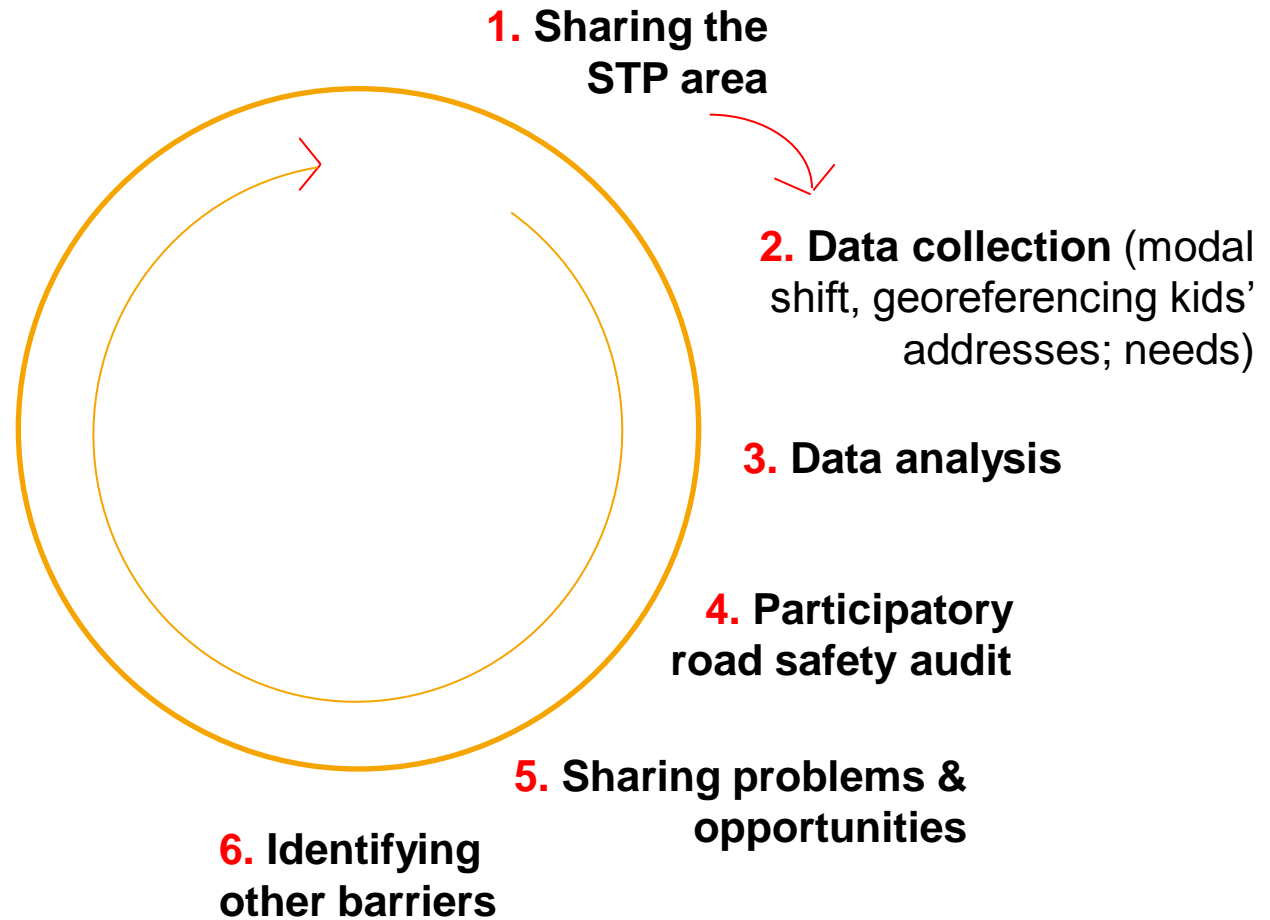 1. Sharing the
STP area
2. Data collection (modal
shift, georeferencing kids’
addresses; needs)
3. Data analysis
4. Participatory
road safety audit
5. Sharing problems &
opportunities
6. Identifying
other barriers